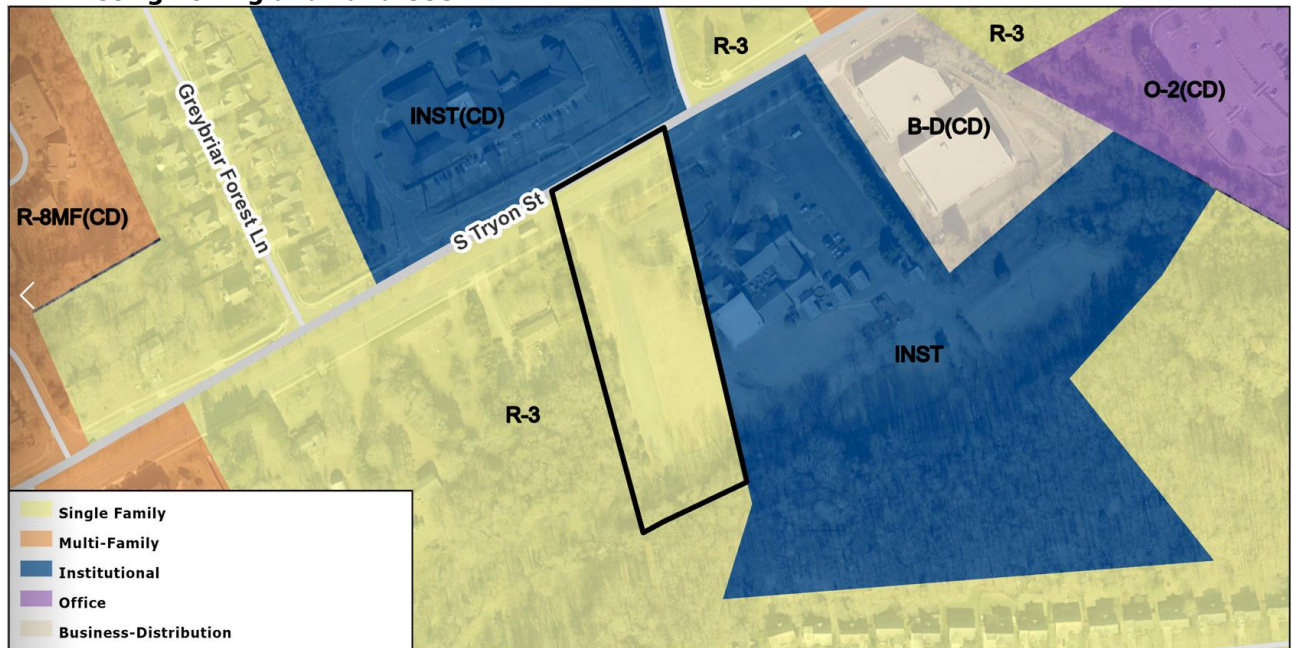 R-3
R-3
O-2(CD)
INST(CD)
B-D(CD)
Greybriar Forest Ln
R-8MF(CD)
S Tryon St
INST
R-3
Single Family
Multi-Family
Institutional
Office
Business-Distribution